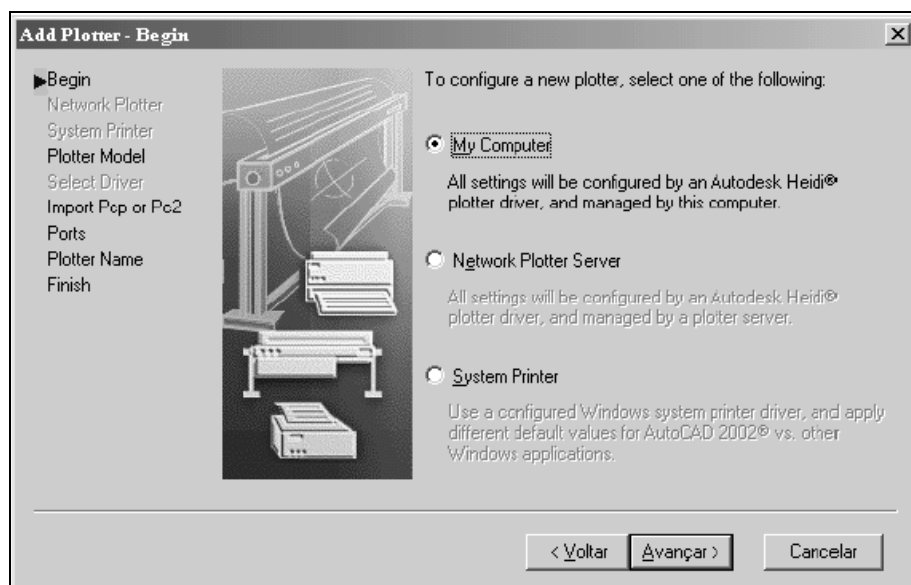 Add Plotter - Begin
Begin
Network Plotter
System Printer
Plotter Model
Select Driver
Import Pcp or Pc2
Ports
Plotter Name
Finish
To configure a new plotter, select one of the following:
My Computer
All settings will be configured by an Autodesk Heidi®
plotter driver, and managed by this computer.
Network Plotter Server
All settings will be configured by an Autodesk Heidi®
plotter driver, and managed by a plotter server.
System Printer
Use a configured Windows system printer driver, and apply
different default values for AutoCAD 2002® vs. other
Windows applications.
< Voltar
Avançar >
Cancelar